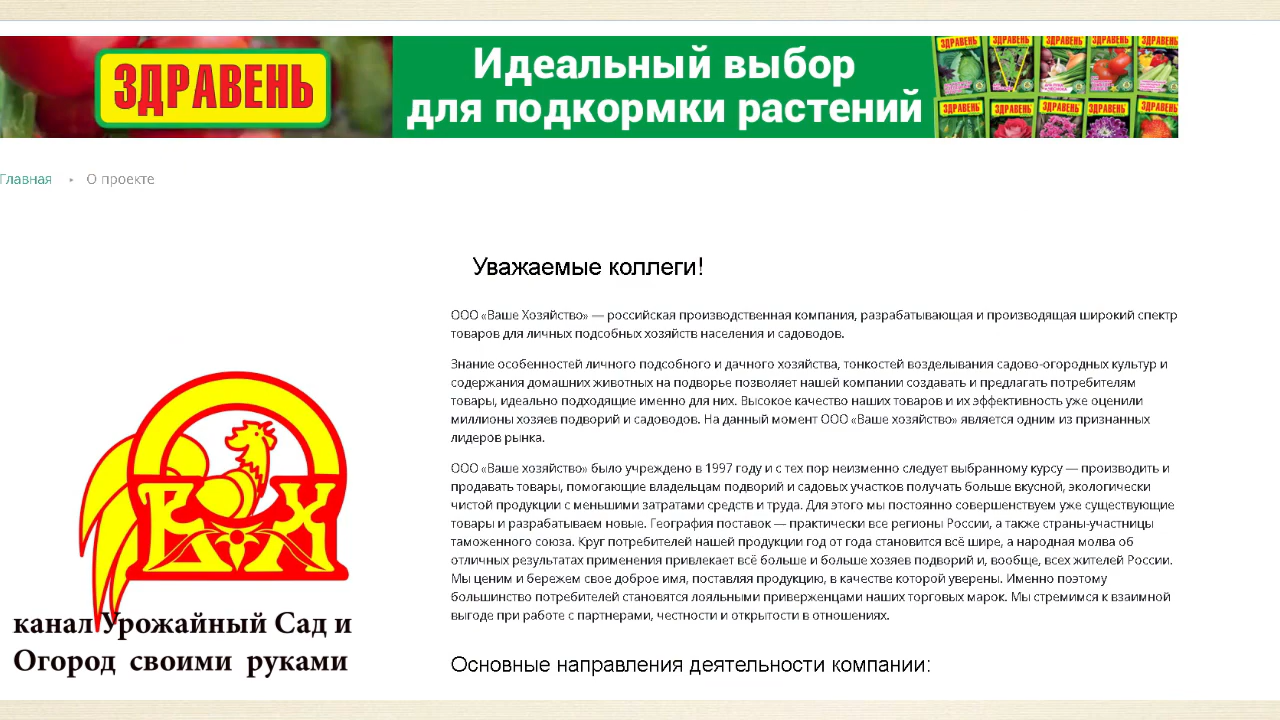 ЗДРАВЕНЬ
Идеальный выбор
для подкормки растений
Главная ▸ О проекте
Уважаемые коллеги!
ООО «Ваше Хозяйство» — российская производственная компания, разрабатывающая и производящая широкий спектр
товаров для личных подсобных хозяйств населения и садоводов.
Знание особенностей личного подсобного и дачного хозяйства, тонкостей возделывания садово-огородных культур и
содержания домашних животных на подворье позволяет нашей компании создавать и предлагать потребителям
товары, идеально подходящие именно для них. Высокое качество наших товаров и их эффективность уже оценили
миллионы хозяев подворий и садоводов. На данный момент ООО «Ваше хозяйство» является одним из признанных
лидеров рынка.
ООО «Ваше хозяйство» было учреждено в 1997 году и с тех пор неизменно следует выбранному курсу — производить и
продавать товары, помогающие владельцам подворий и садовых участков получать больше вкусной, экологически
чистой продукции с меньшими затратами средств и труда. Для этого мы постоянно совершенствуем уже существующие
товары и разрабатываем новые. География поставок — практически все регионы России, а также страны-участницы
таможенного союза. Круг потребителей нашей продукции год от года становится всё шире, а народная молва об
отличных результатах применения привлекает всё больше и больше хозяев подворий и, вообще, всех жителей России.
Мы ценим и бережем свое доброе имя, поставляя продукцию, в качестве которой уверены. Именно поэтому
большинство потребителей становятся лояльными приверженцами наших торговых марок. Мы стремимся к взаимной
выгоде при работе с партнерами, честности и открытости в отношениях.
Основные направления деятельности компании:
ВХ
канал Урожайный Сад и
Огород своими руками